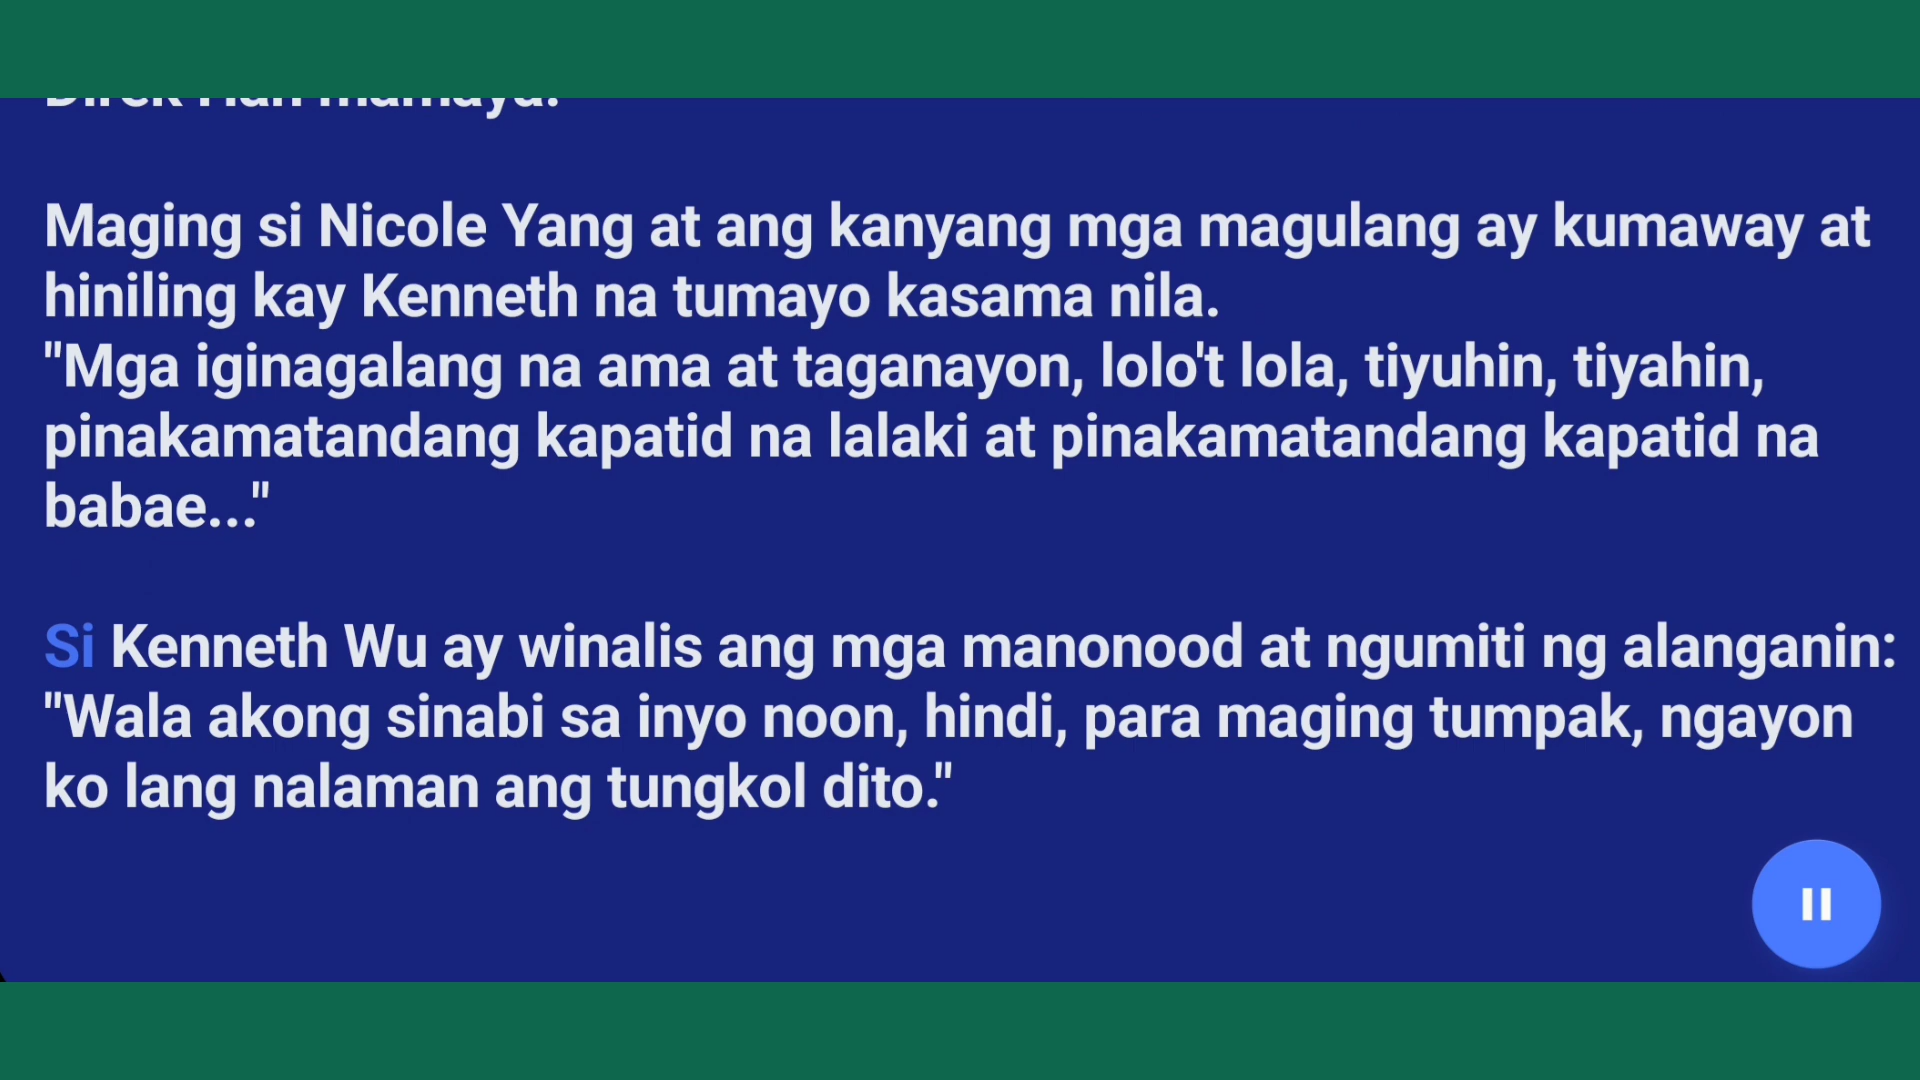 Maging si Nicole Yang at ang kanyang mga magulang ay kumaway at
hiniling kay Kenneth na tumayo kasama nila.
"Mga iginagalang na ama at taganayon, lolo't lola, tiyuhin, tiyahin,
pinakamatandang kapatid na lalaki at pinakamatandang kapatid na
babae..."
Si Kenneth Wu ay winalis ang mga manonood at ngumiti ng alanganin:
"Wala akong sinabi sa inyo noon, hindi, para maging tumpak, ngayon
ko lang nalaman ang tungkol dito."